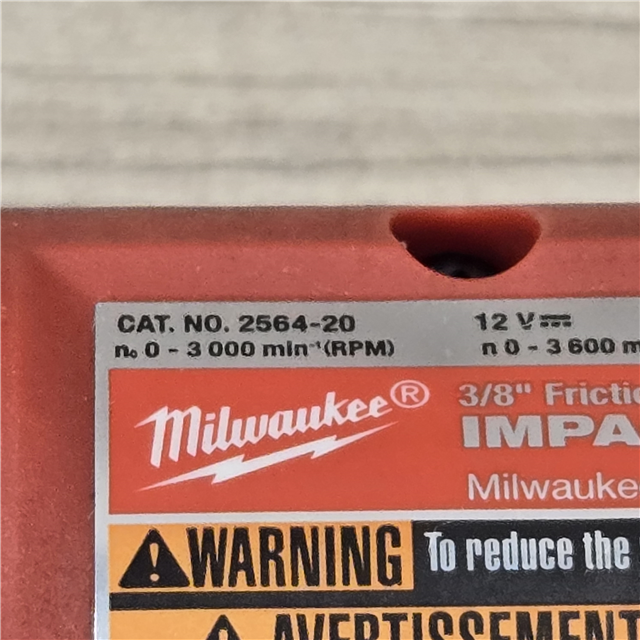 CAT. NO. 2564-20 12 V⎓
n₀ 0 - 3 000 min⁻¹(RPM) n 0 - 3 600 m
Milwaukee®
3/8" Frictio
IMPA
Milwauke
WARNING To reduce the
AVERTISSEMENT